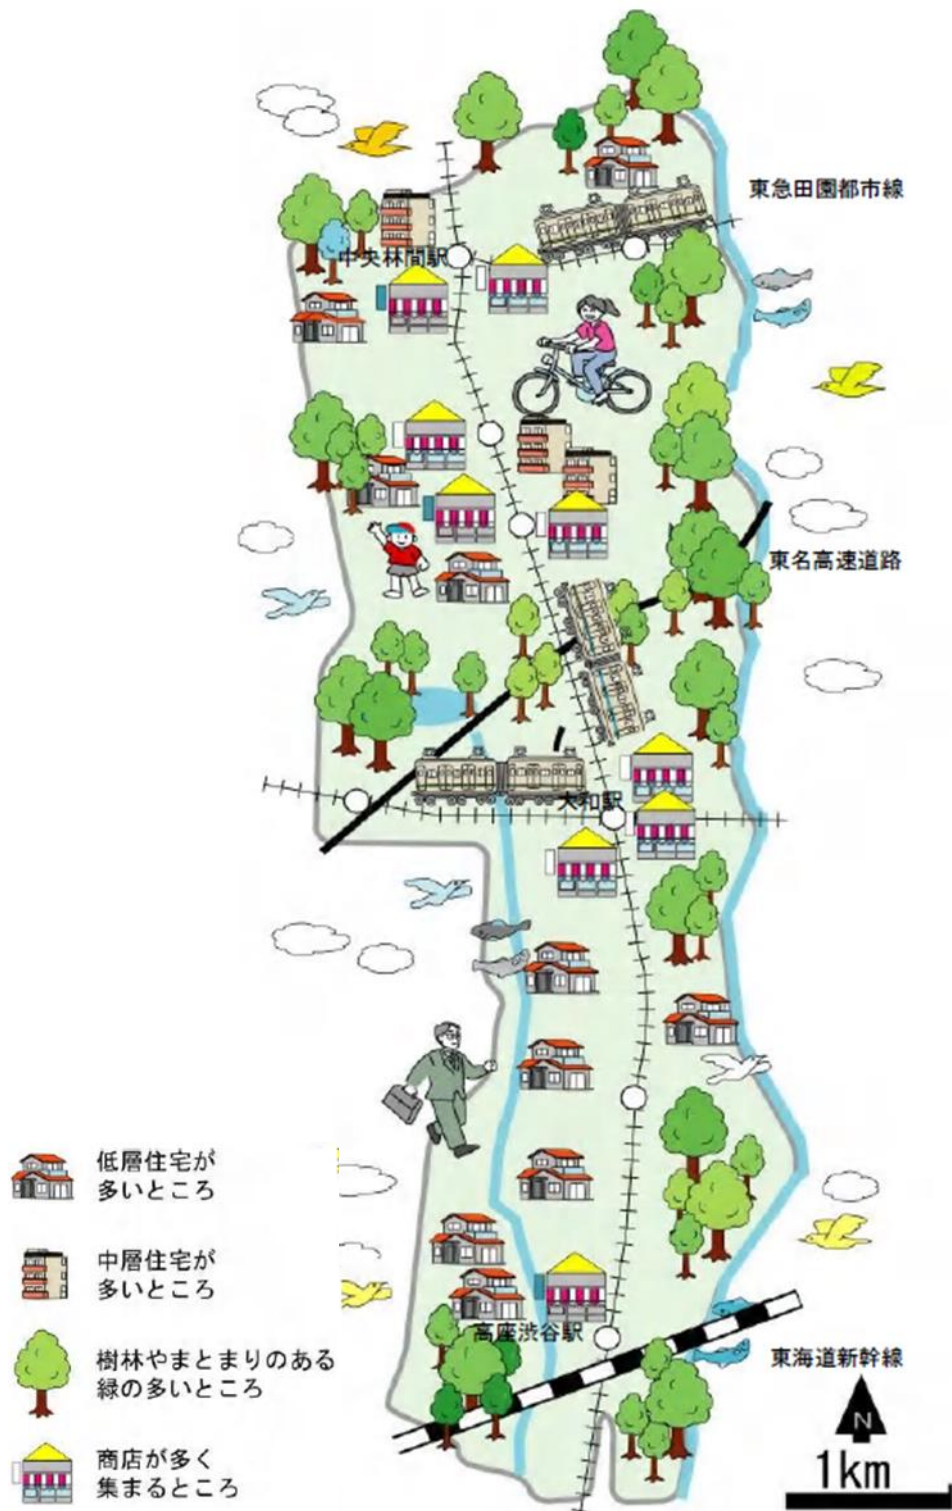 東急田園都市線
中央林間駅
東名高速道路
大和駅
高座渋谷駅
東海道新幹線
低層住宅が
多いところ
中層住宅が
多いところ
樹林やまとまりのある
緑の多いところ
商店が多く
集まるところ
N
1km